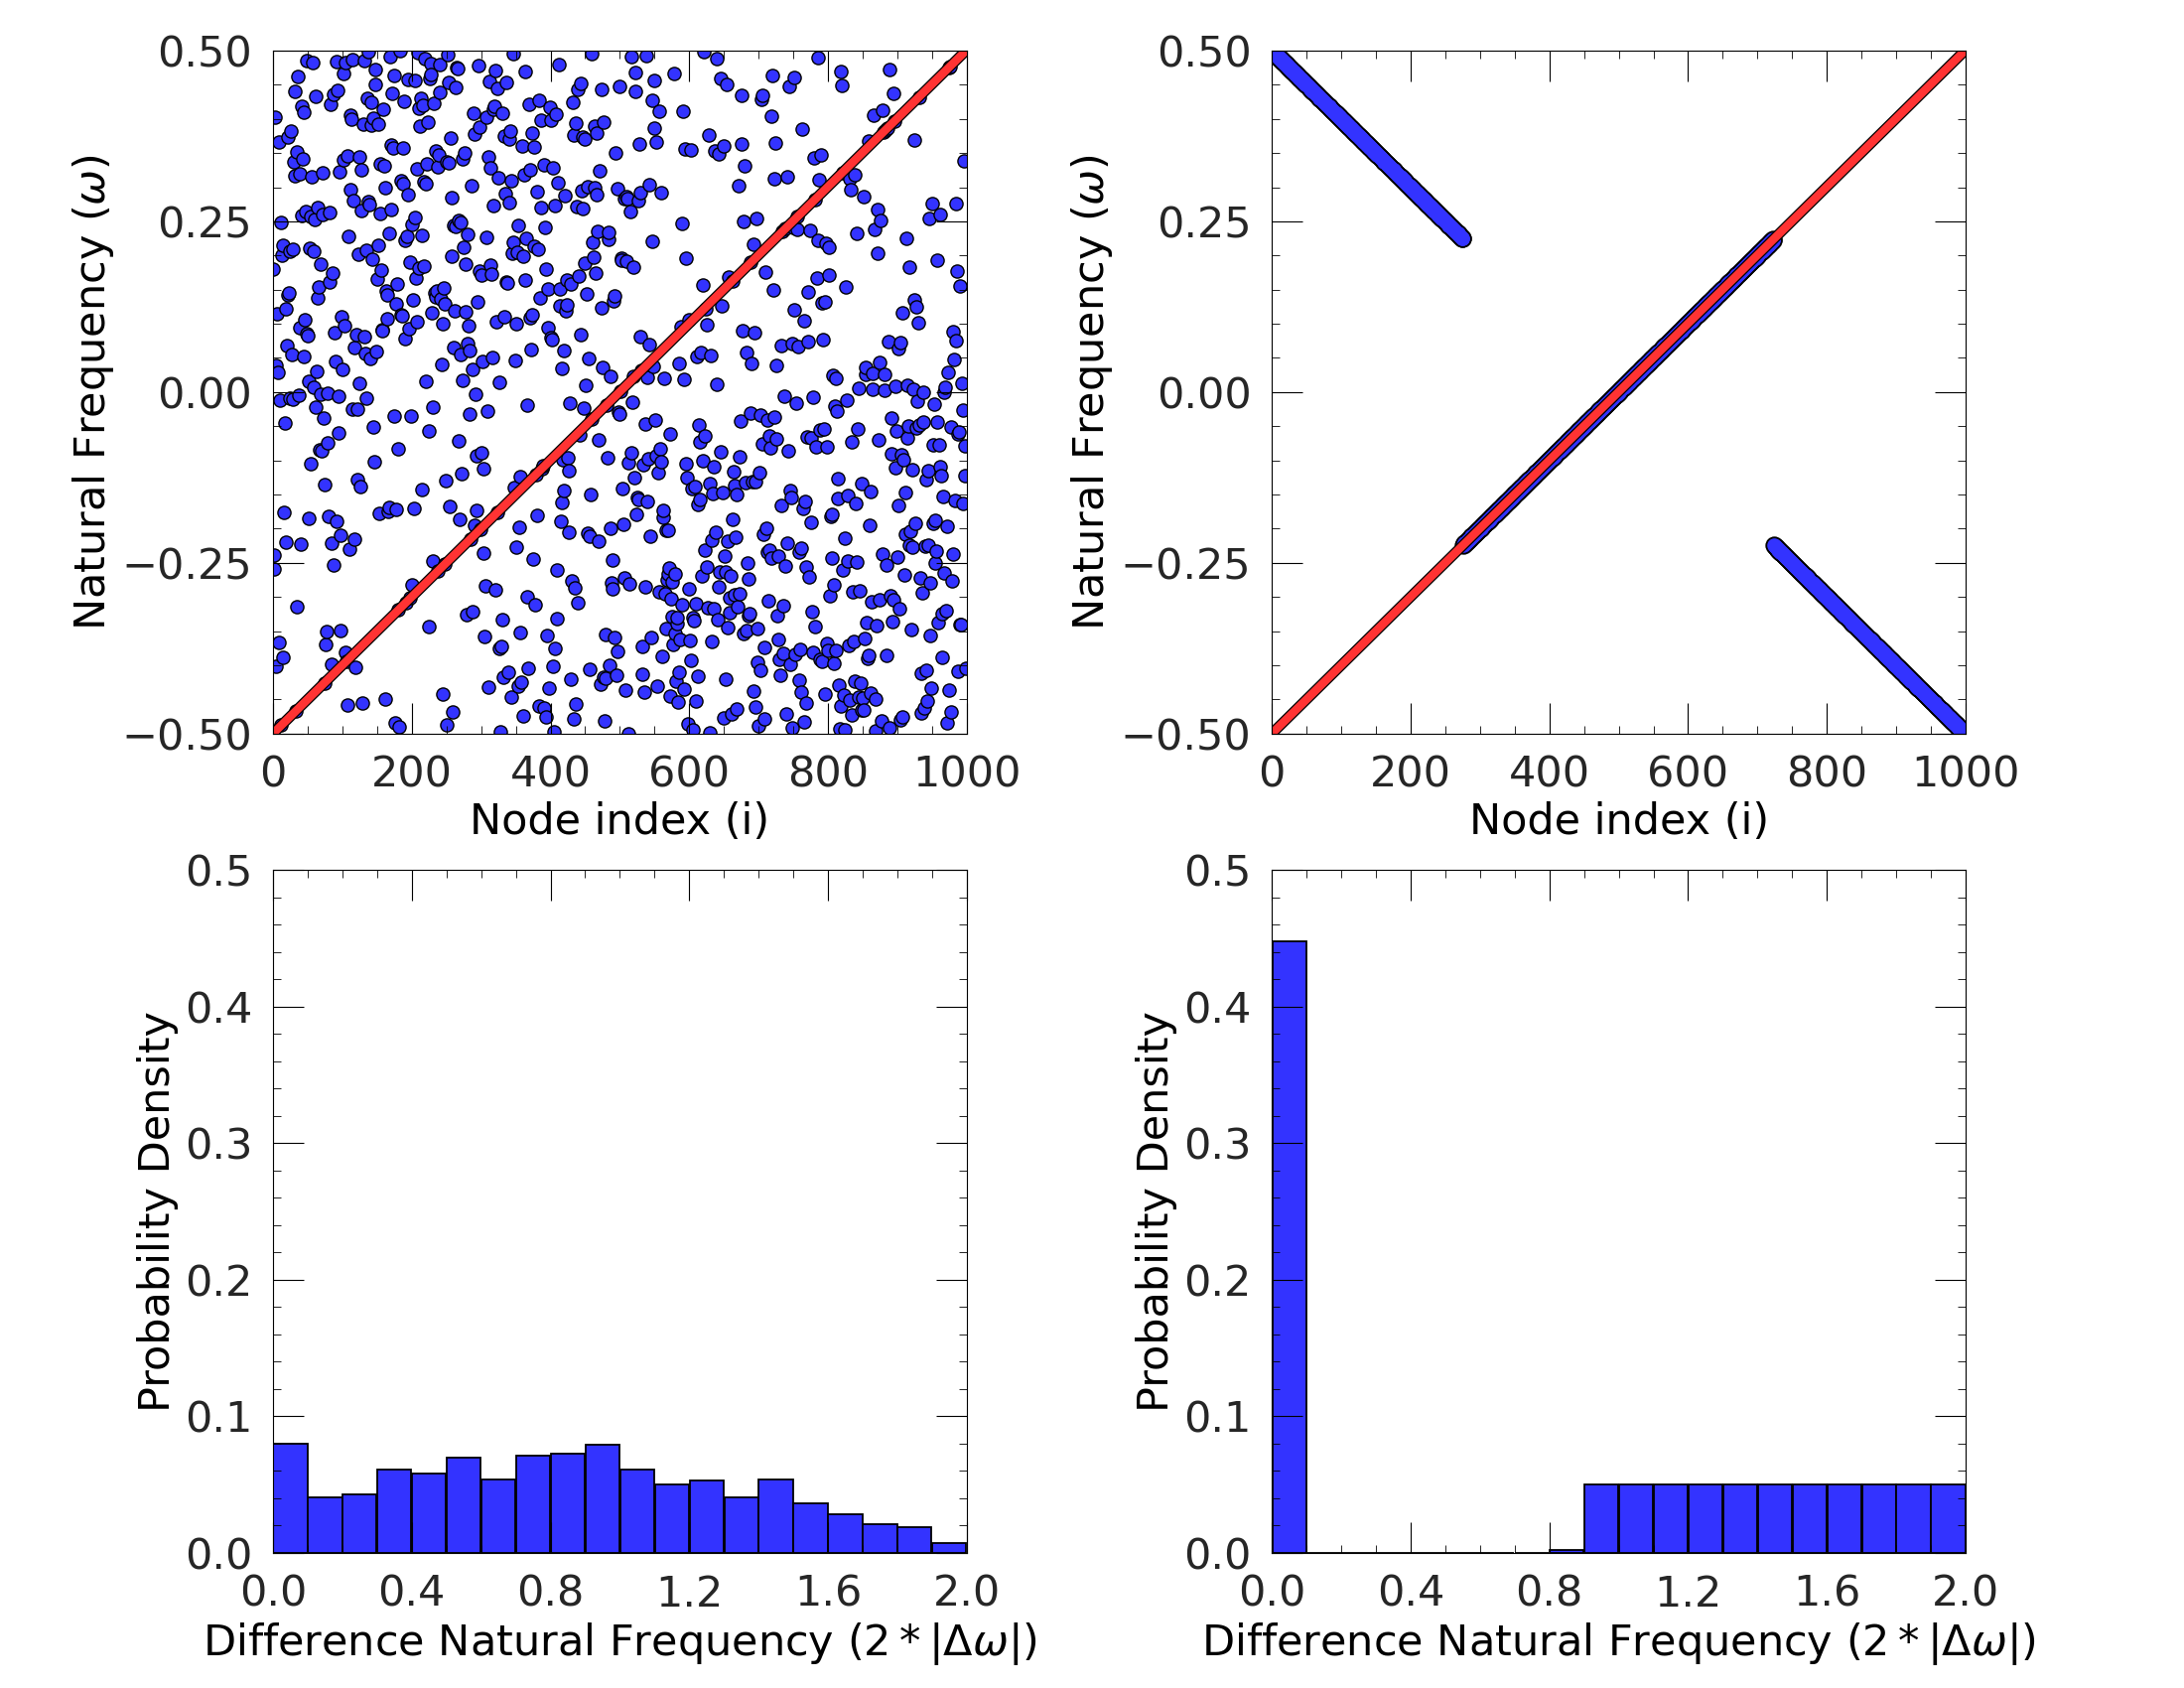 0.50
0.25
0.00
−0.25
−0.50
Natural Frequency (ω)
0 200 400 600 800 1000
Node index (i)
0.50
0.25
0.00
−0.25
−0.50
Natural Frequency (ω)
0 200 400 600 800 1000
Node index (i)
0.5
0.4
0.3
0.2
0.1
0.0
Probability Density
0.0 0.4 0.8 1.2 1.6 2.0
Difference Natural Frequency (2 * |Δω|)
0.5
0.4
0.3
0.2
0.1
0.0
Probability Density
0.0 0.4 0.8 1.2 1.6 2.0
Difference Natural Frequency (2 * |Δω|)